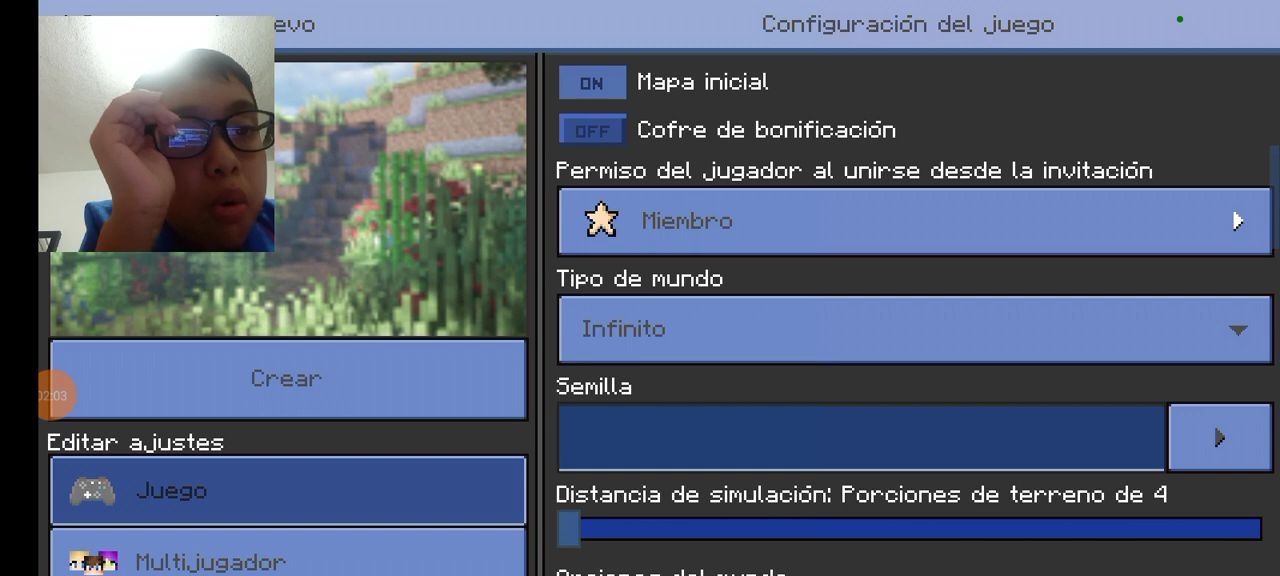 evo
Configuración del juego
ON Mapa inicial
OFF Cofre de bonificación
Permiso del jugador al unirse desde la invitación
Miembro
Tipo de mundo
Infinito
Semilla
Distancia de simulación: Porciones de terreno de 4
Crear
02:03
Editar ajustes
Juego
Multijugador